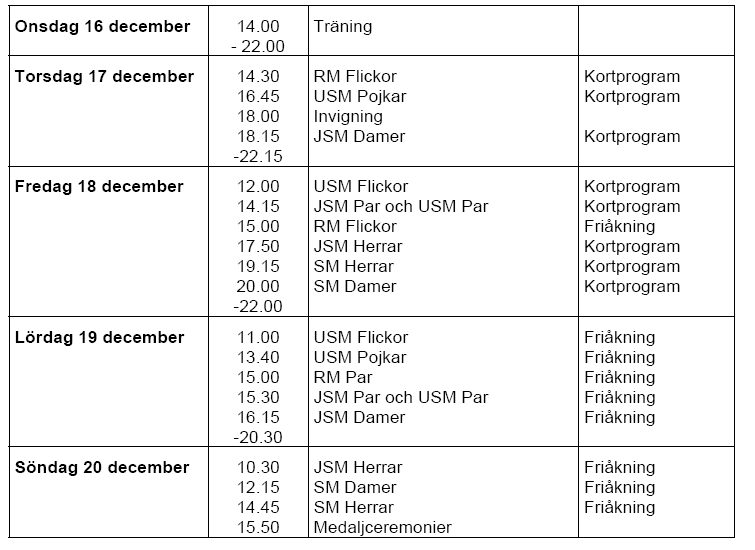 Onsdag 16 december 14.00 Träning
- 22.00
Torsdag 17 december 14.30 RM Flickor Kortprogram
16.45 USM Pojkar Kortprogram
18.00 Invigning
18.15 JSM Damer Kortprogram
-22.15
Fredag 18 december 12.00 USM Flickor Kortprogram
14.15 JSM Par och USM Par Kortprogram
15.00 RM Flickor Friåkning
17.50 JSM Herrar Kortprogram
19.15 SM Herrar Kortprogram
20.00 SM Damer Kortprogram
-22.00
Lördag 19 december 11.00 USM Flickor Friåkning
13.40 USM Pojkar Friåkning
15.00 RM Par Friåkning
15.30 JSM Par och USM Par Friåkning
16.15 JSM Damer Friåkning
-20.30
Söndag 20 december 10.30 JSM Herrar Friåkning
12.15 SM Damer Friåkning
14.45 SM Herrar Friåkning
15.50 Medaljceremonier